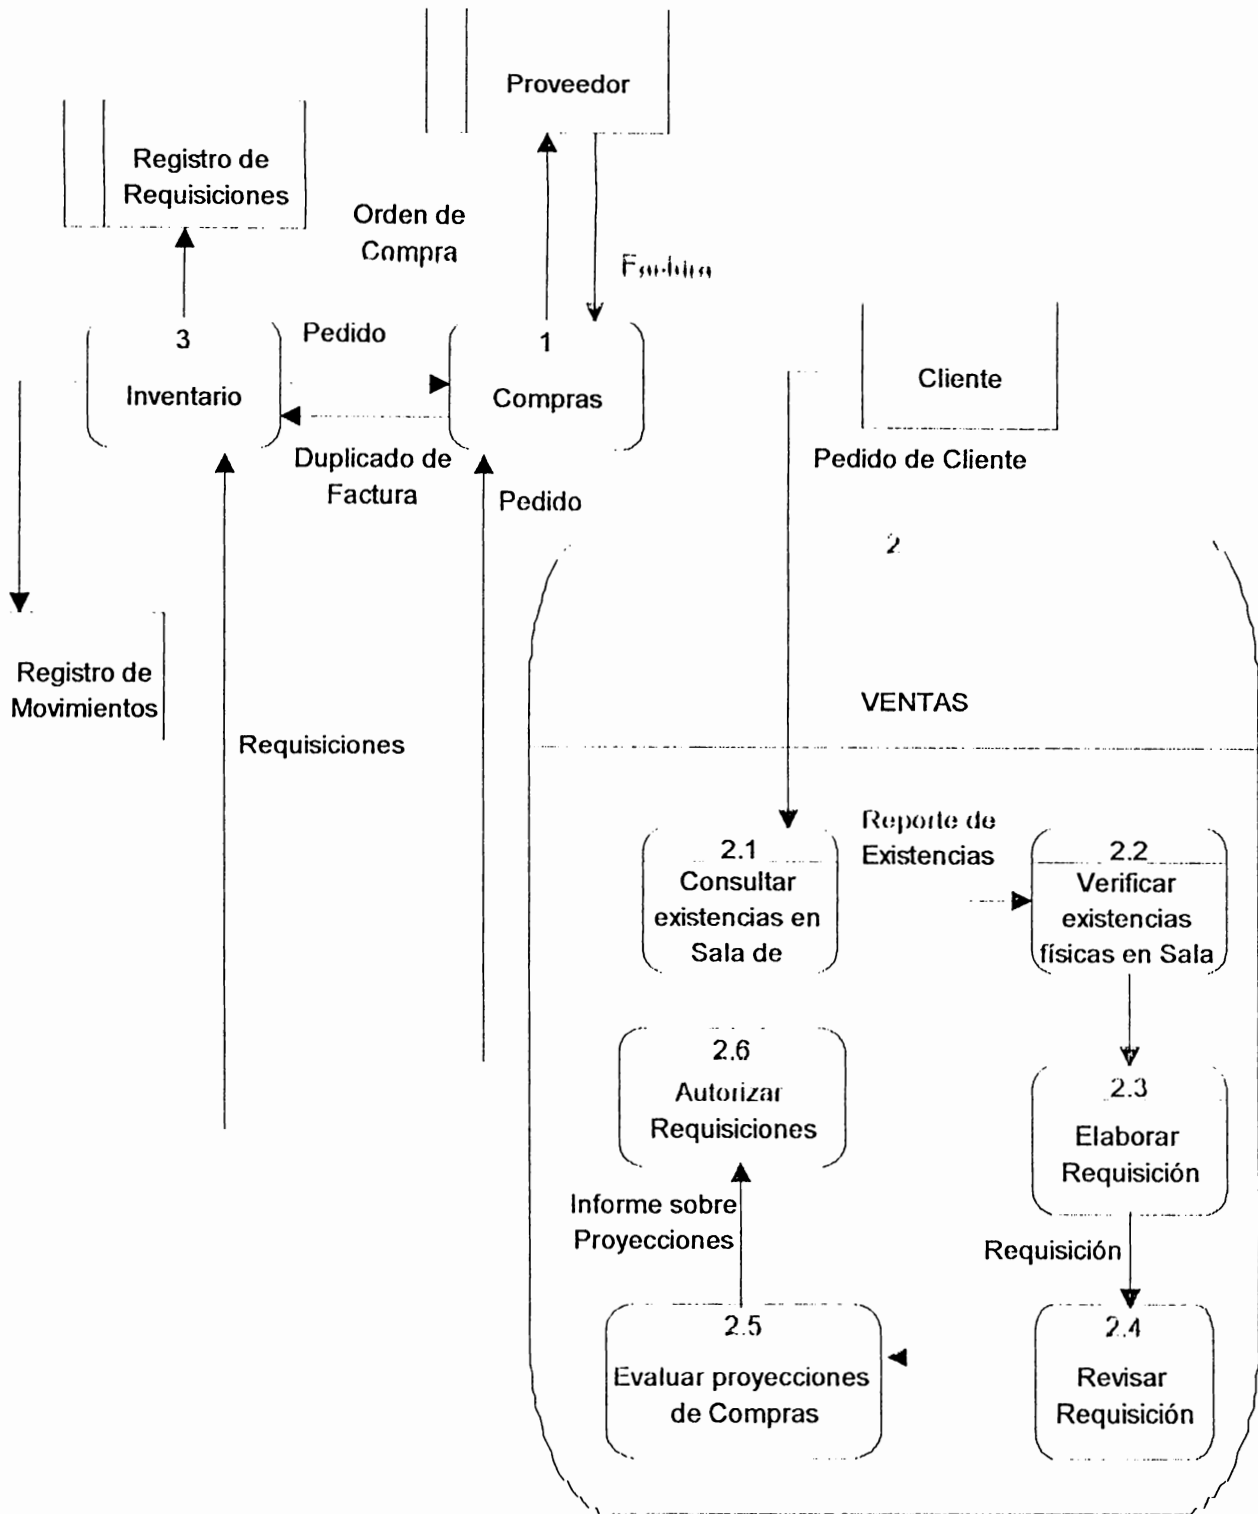 Proveedor
Registro de
Requisiciones
Orden de
Compra
3
Inventario
Pedido
1
Compras
Cliente
Duplicado de
Factura
Pedido
Pedido de Cliente
2
Registro de
Movimientos
VENTAS
Requisiciones
Reporte de
Existencias
2.1
Consultar
existencias en
Sala de
2.2
Verificar
existencias
físicas en Sala
2.6
Autorizar
Requisiciones
2.3
Elaborar
Requisición
Informe sobre
Proyecciones
Requisición
2.5
Evaluar proyecciones
de Compras
2.4
Revisar
Requisición